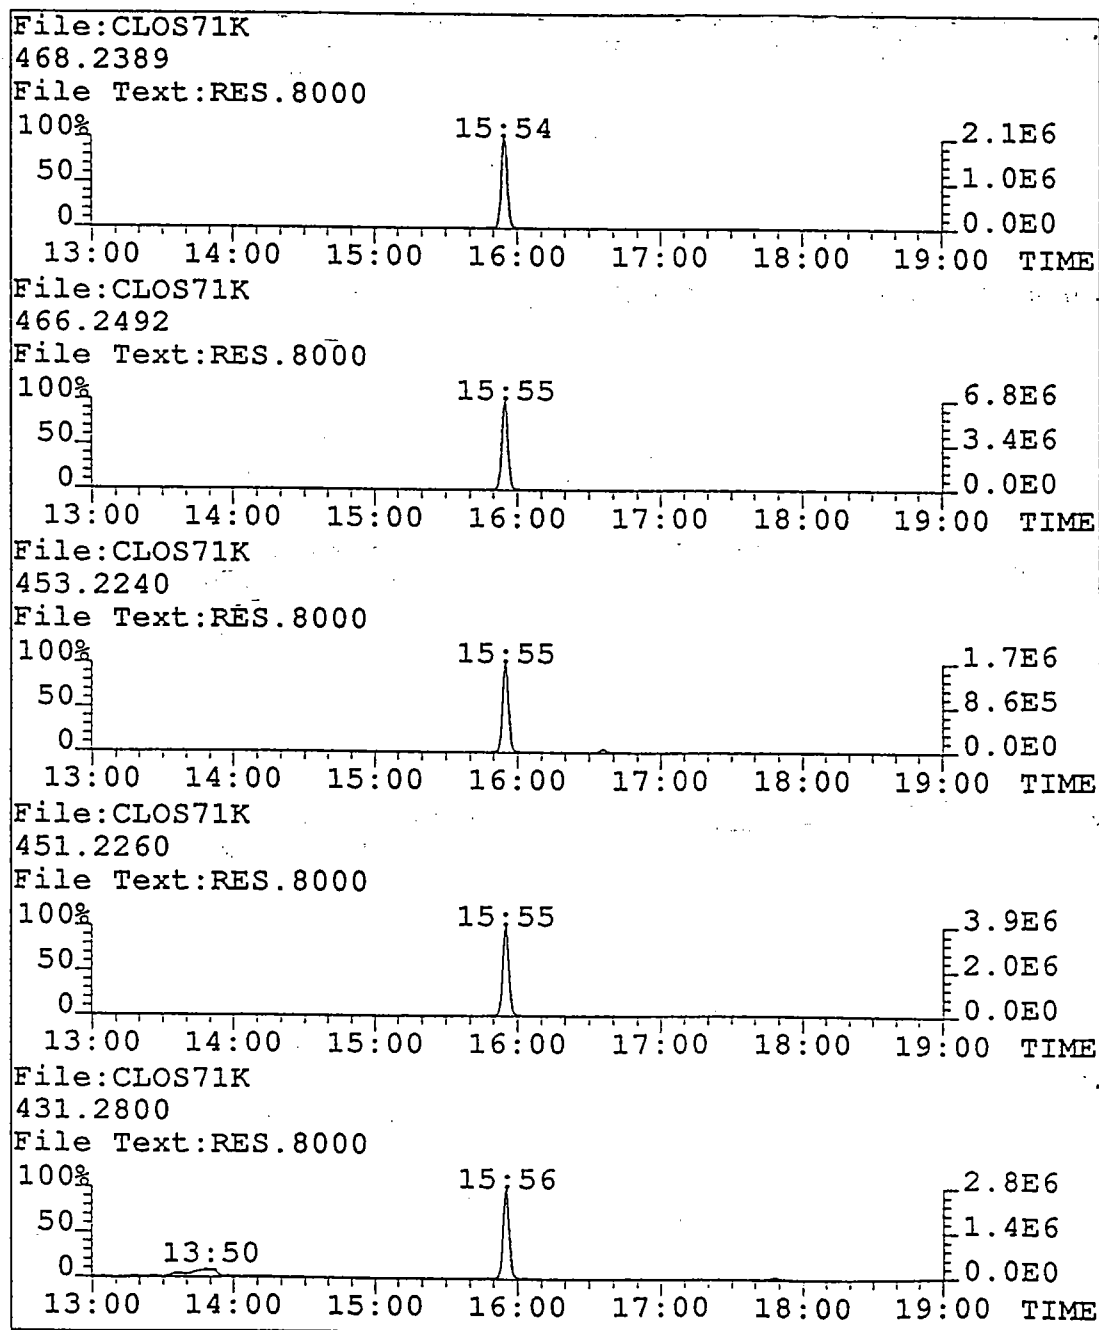 File:CLOS71K
468.2389
File Text:RES.8000
100% 15:54 2.1E6
50 1.0E6
0 0.0E0
13:00 14:00 15:00 16:00 17:00 18:00 19:00 TIME
File:CLOS71K
466.2492
File Text:RES.8000
100% 15:55 6.8E6
50 3.4E6
0 0.0E0
13:00 14:00 15:00 16:00 17:00 18:00 19:00 TIME
File:CLOS71K
453.2240
File Text:RES.8000
100% 15:55 1.7E6
50 8.6E5
0 0.0E0
13:00 14:00 15:00 16:00 17:00 18:00 19:00 TIME
File:CLOS71K
451.2260
File Text:RES.8000
100% 15:55 3.9E6
50 2.0E6
0 0.0E0
13:00 14:00 15:00 16:00 17:00 18:00 19:00 TIME
File:CLOS71K
431.2800
File Text:RES.8000
100% 15:56 2.8E6
50 1.4E6
13:50
0 0.0E0
13:00 14:00 15:00 16:00 17:00 18:00 19:00 TIME